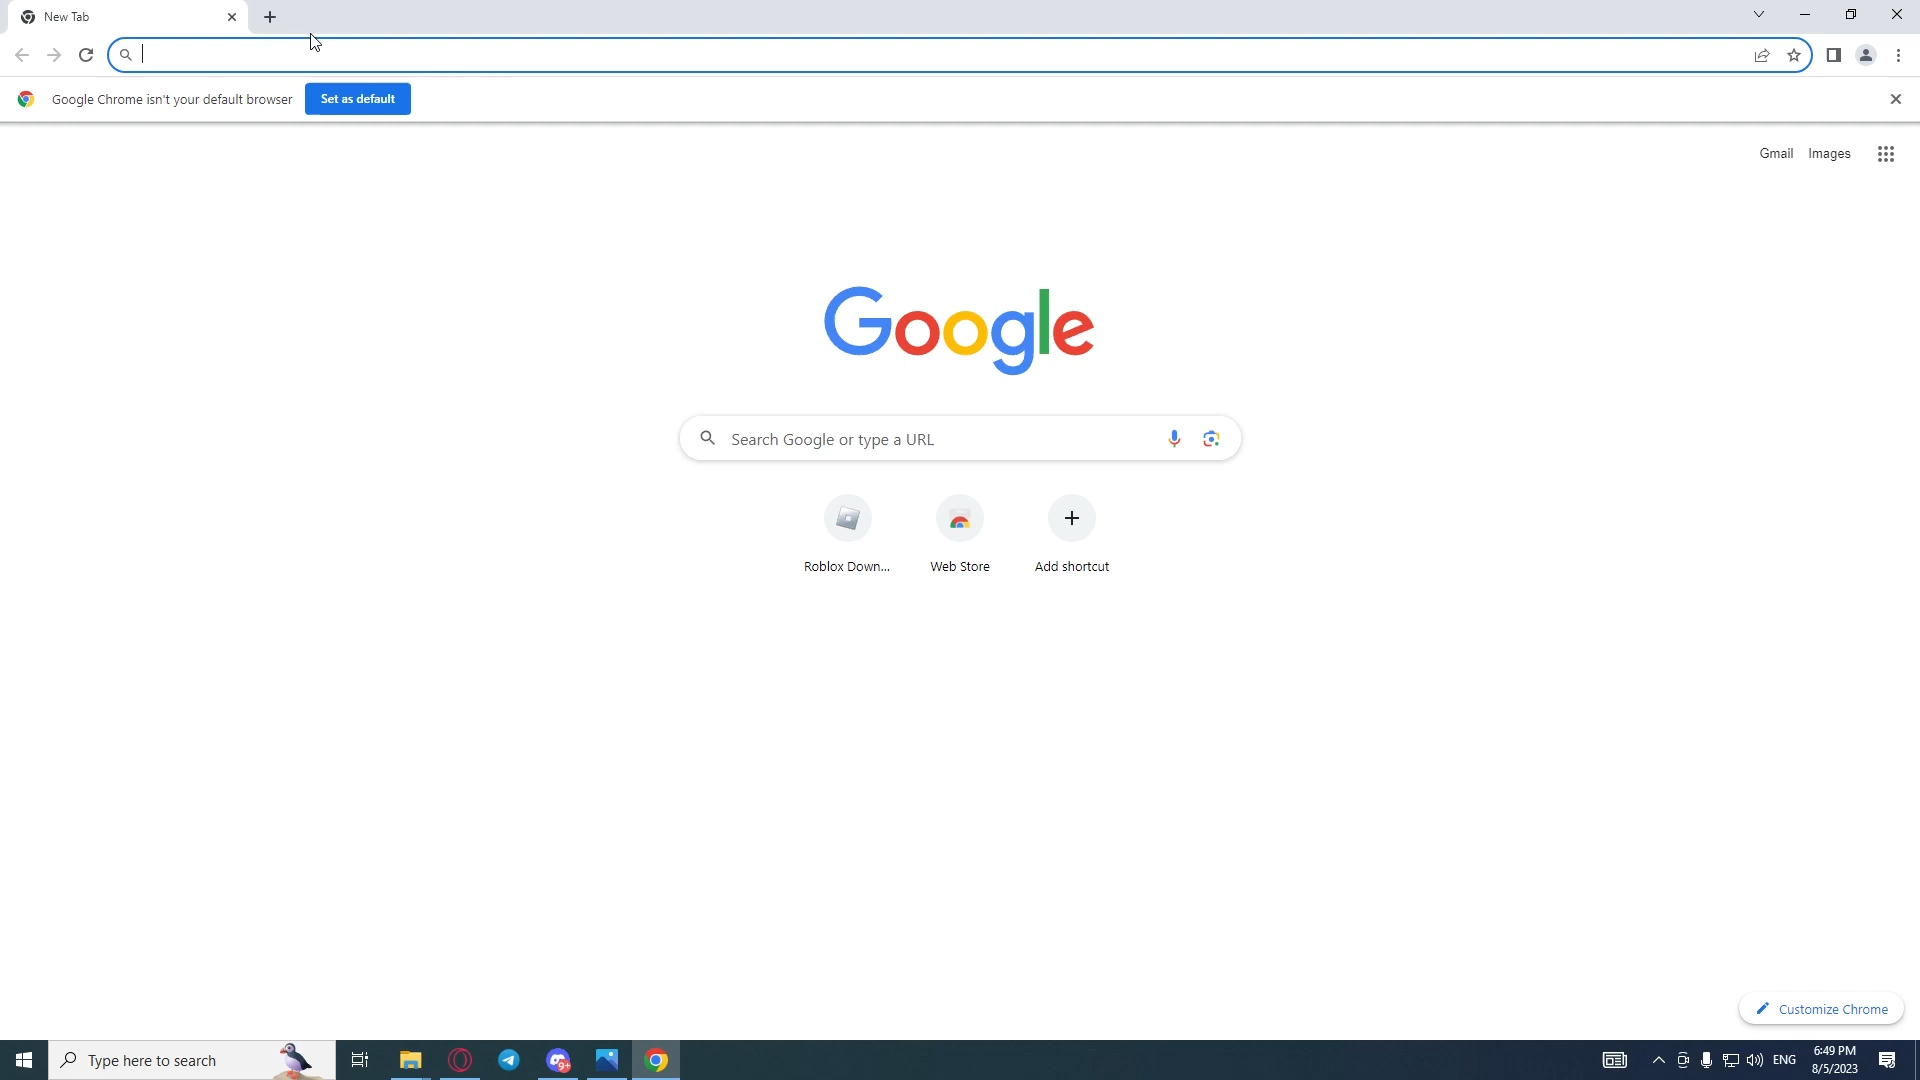 New Tab
Google Chrome isn't your default browser
Set as default
Gmail
Images
Google
Search Google or type a URL
Roblox Down...
Web Store
Add shortcut
Customize Chrome
Type here to search
9+
ENG
6:49 PM
8/5/2023